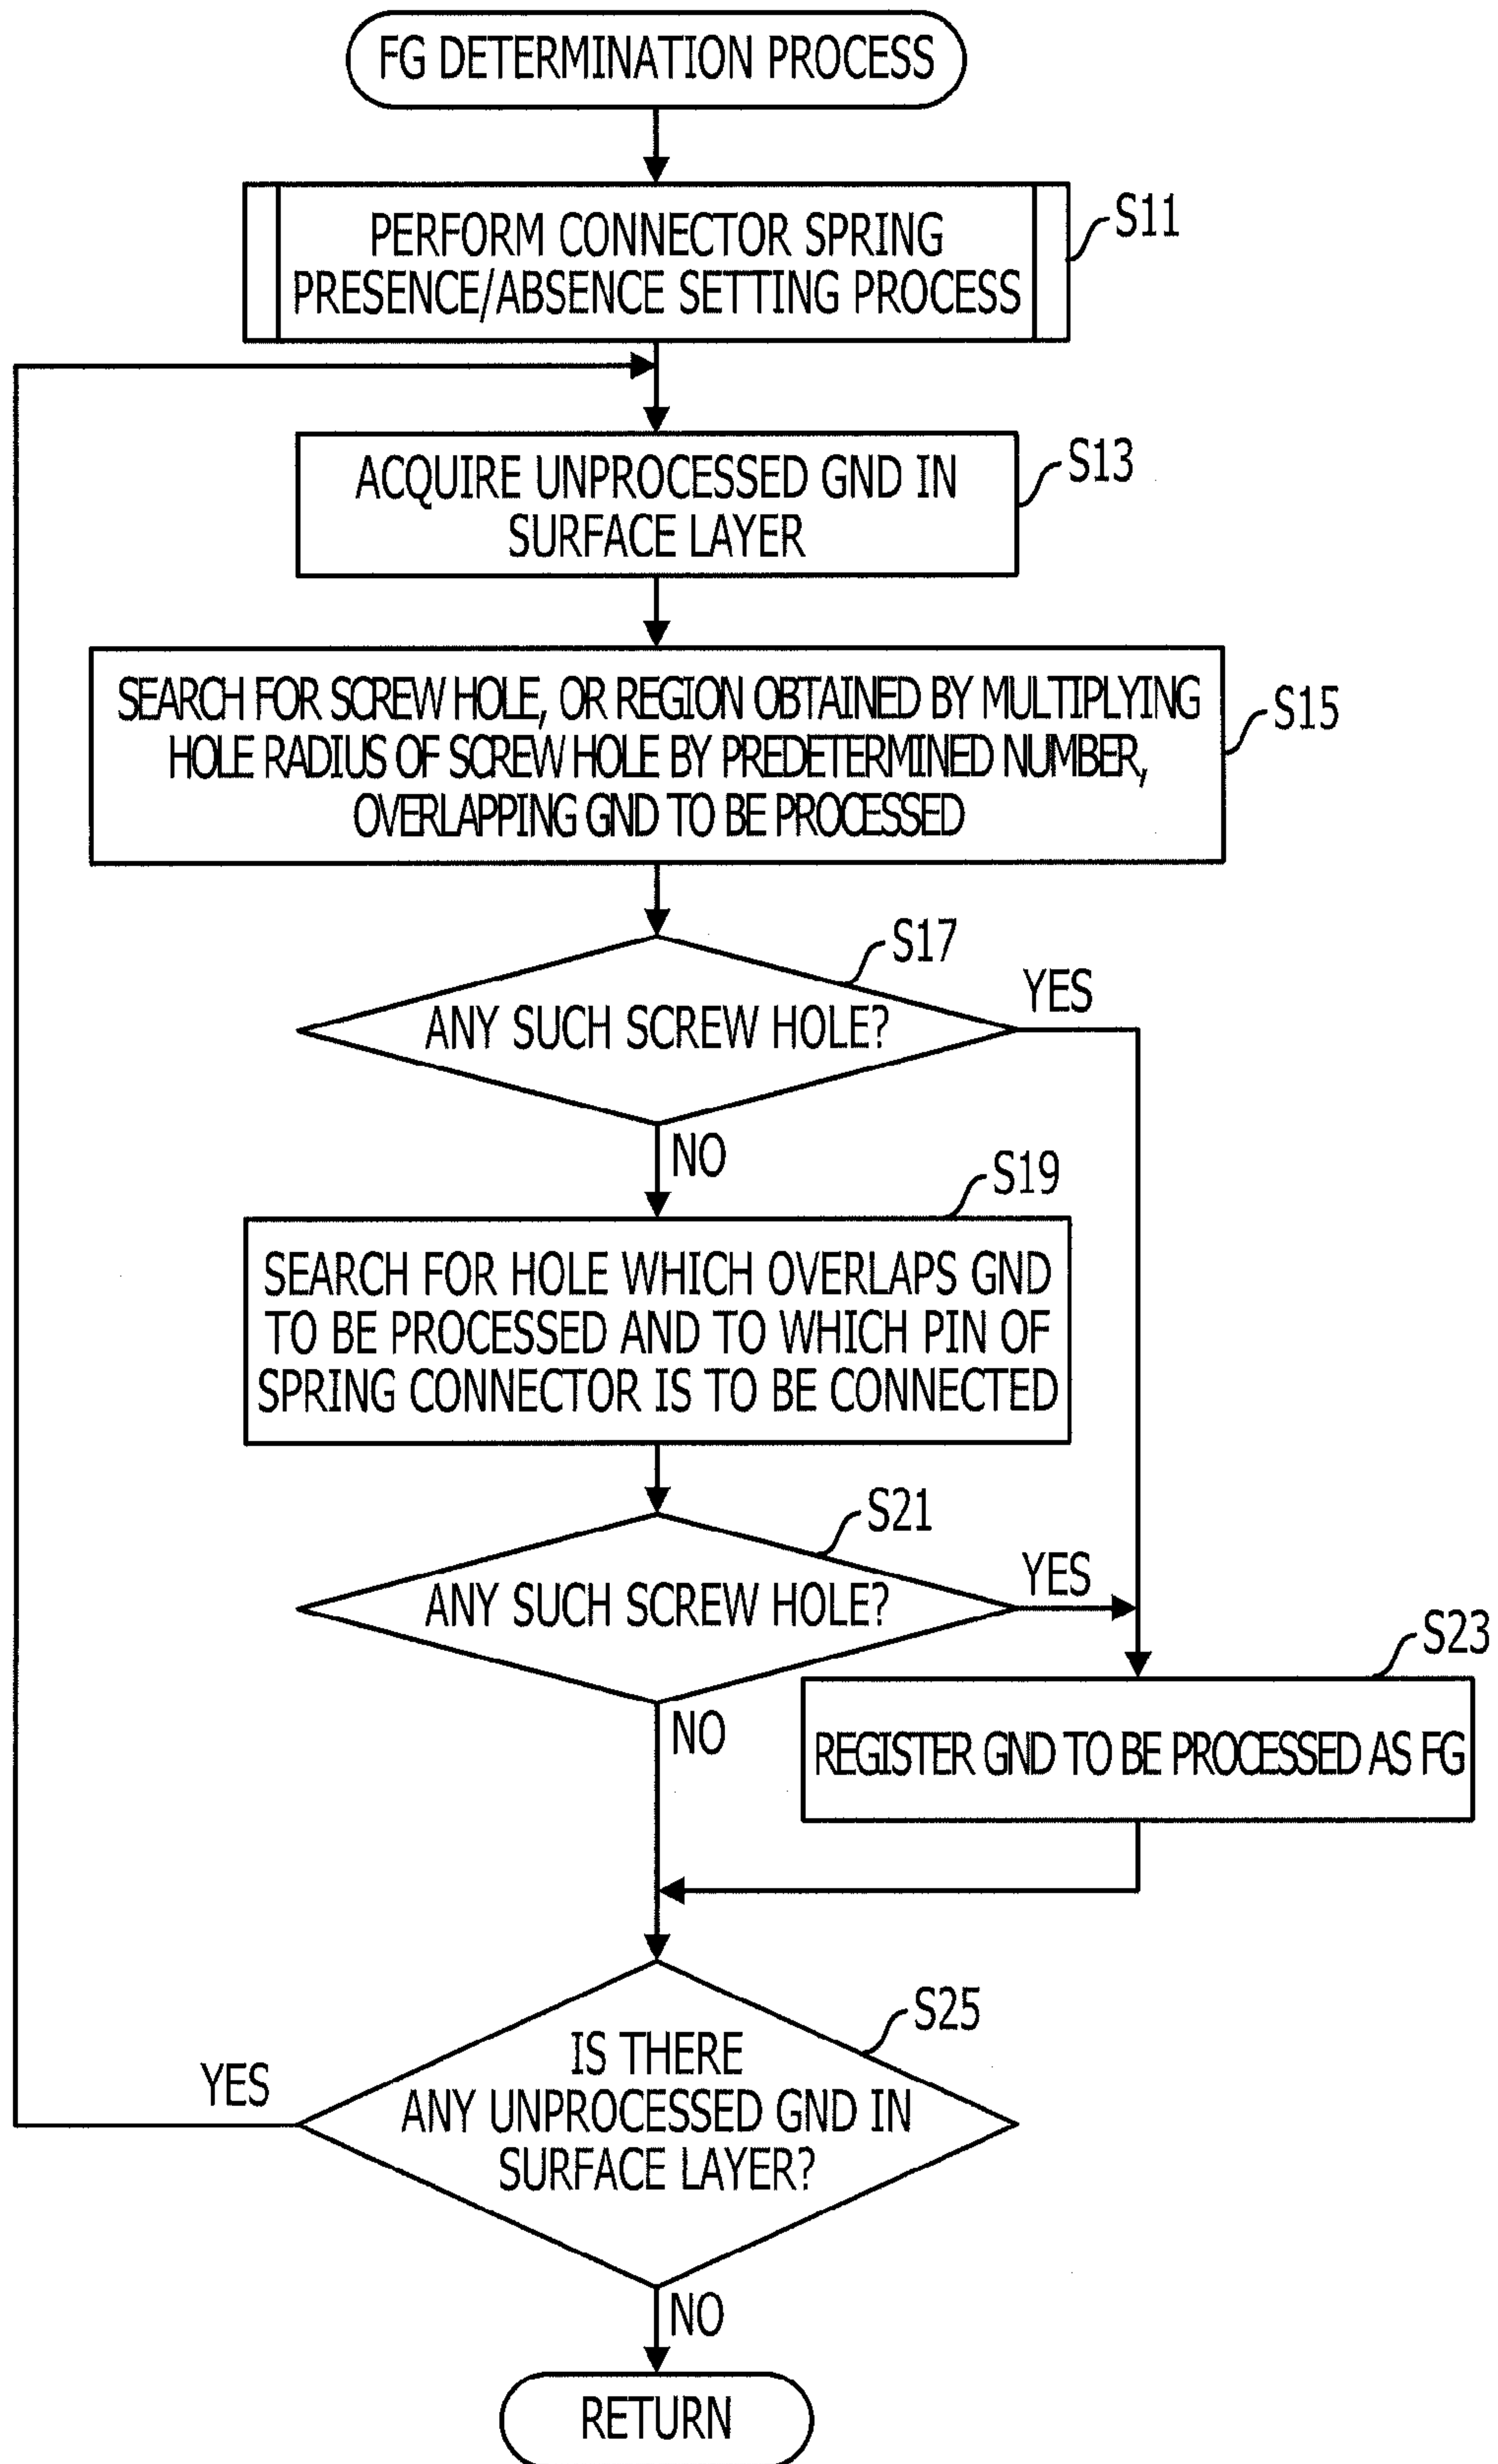 FG DETERMINATION PROCESS
PERFORM CONNECTOR SPRING
PRESENCE/ABSENCE SETTING PROCESS
S11
ACQUIRE UNPROCESSED GND IN
SURFACE LAYER
S13
SEARCH FOR SCREW HOLE, OR REGION OBTAINED BY MULTIPLYING
HOLE RADIUS OF SCREW HOLE BY PREDETERMINED NUMBER,
OVERLAPPING GND TO BE PROCESSED
S15
S17
ANY SUCH SCREW HOLE?
YES
NO
S19
SEARCH FOR HOLE WHICH OVERLAPS GND
TO BE PROCESSED AND TO WHICH PIN OF
SPRING CONNECTOR IS TO BE CONNECTED
S21
ANY SUCH SCREW HOLE?
YES
NO
S23
REGISTER GND TO BE PROCESSED AS FG
S25
IS THERE
ANY UNPROCESSED GND IN
SURFACE LAYER?
YES
NO
RETURN